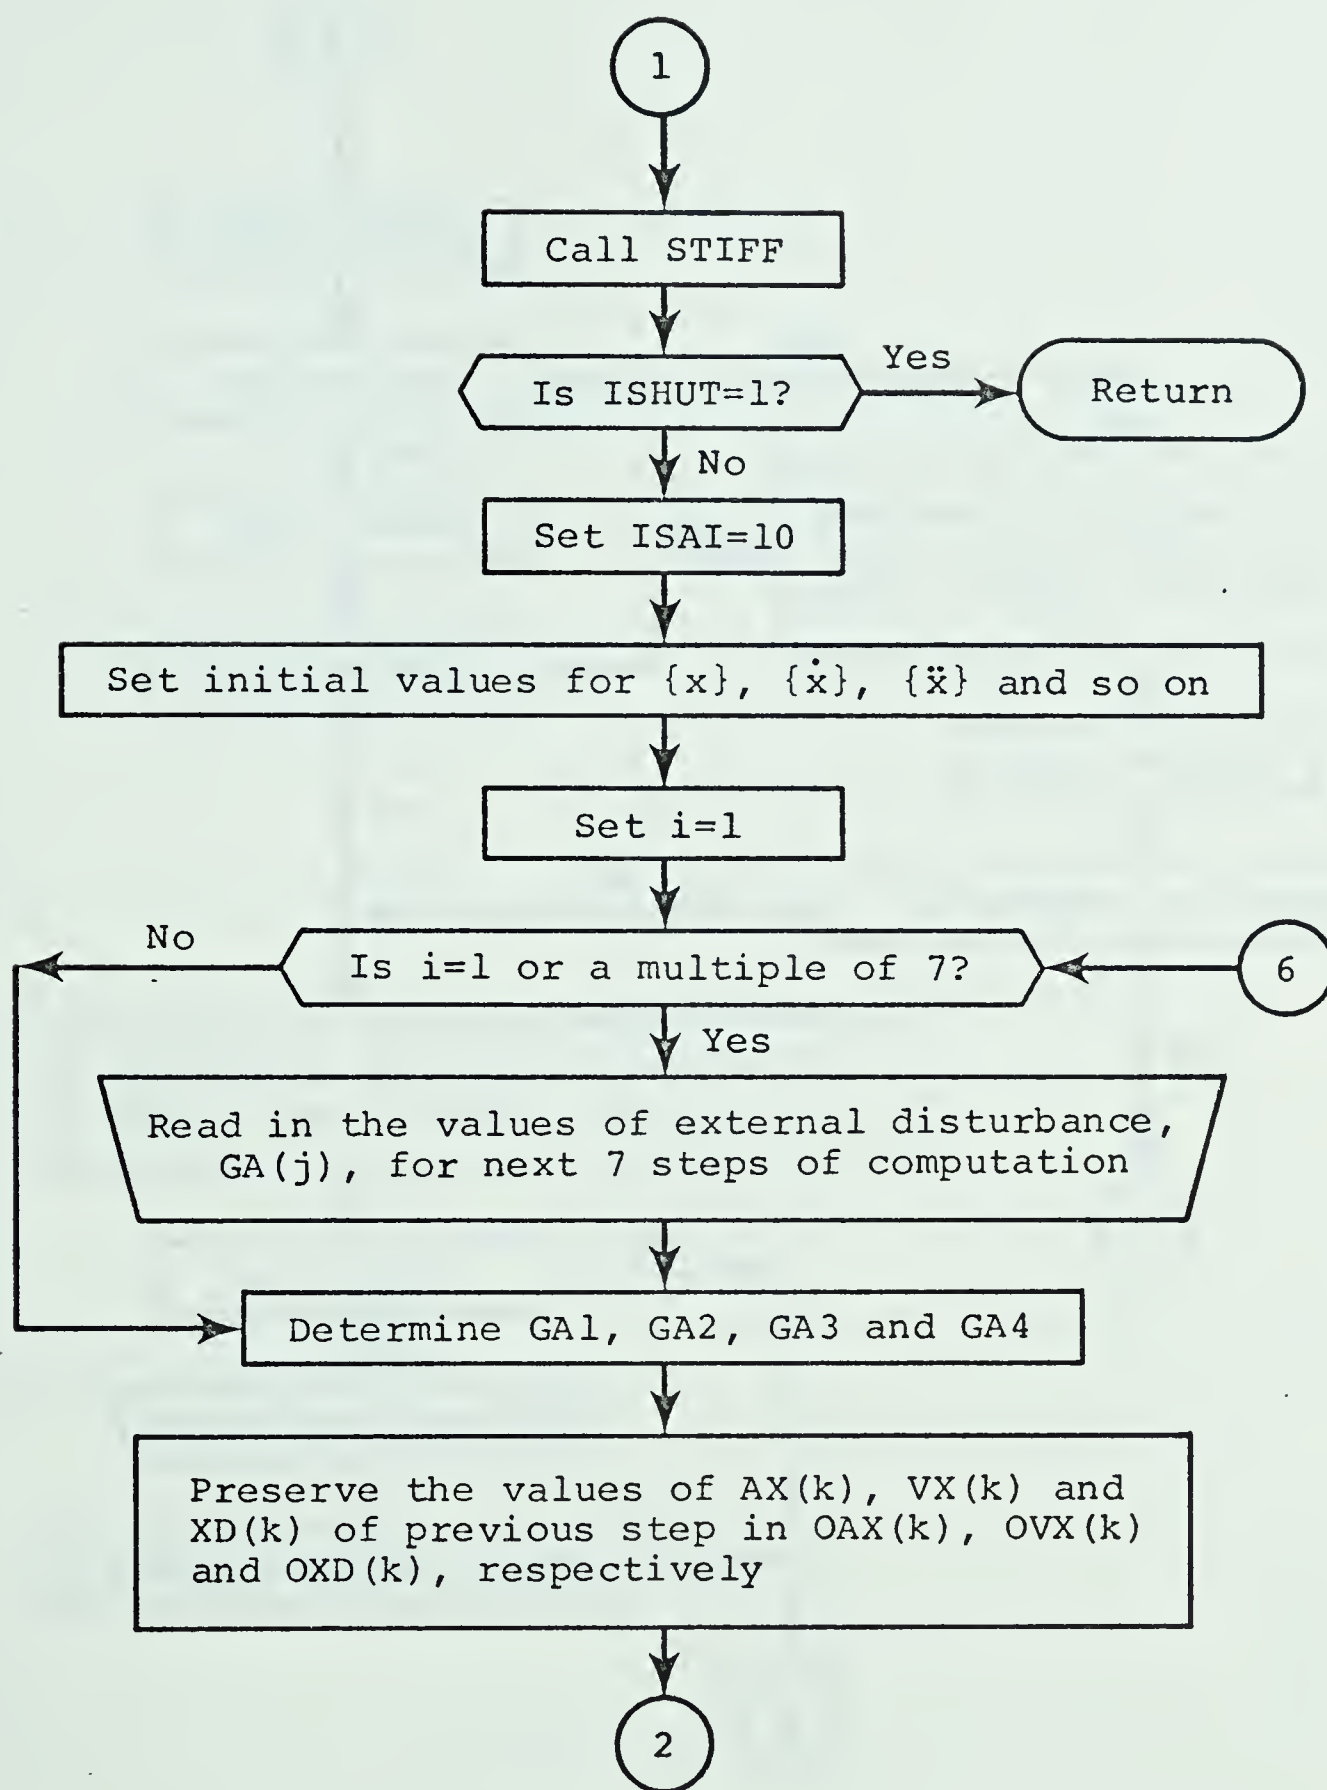 1
Call STIFF
Is ISHUT=1?
Yes
Return
No
Set ISAI=10
Set initial values for {x}, {ẋ}, {ẍ} and so on
Set i=1
No
Is i=1 or a multiple of 7?
6
Yes
Read in the values of external disturbance,
GA(j), for next 7 steps of computation
Determine GA1, GA2, GA3 and GA4
Preserve the values of AX(k), VX(k) and
XD(k) of previous step in OAX(k), OVX(k)
and OXD(k), respectively
2